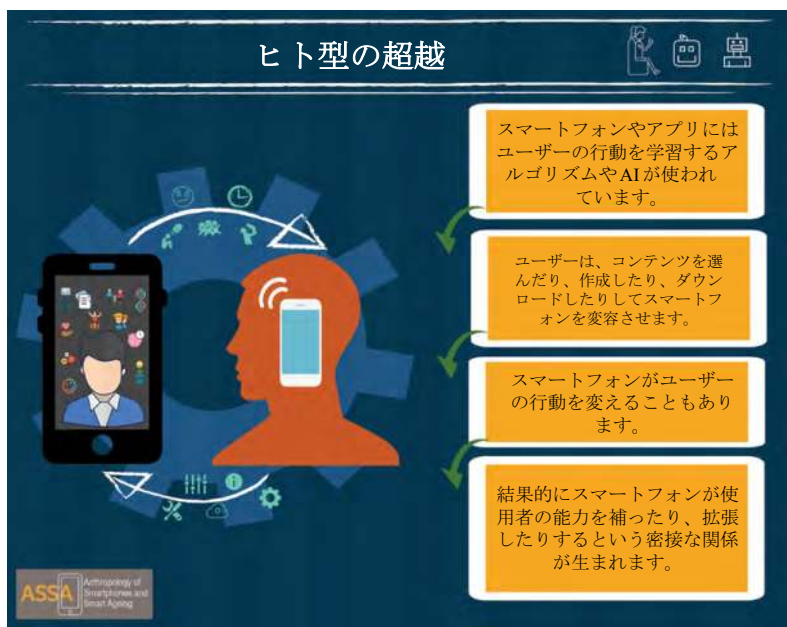 ヒト型の超越
スマートフォンやアプリには
ユーザーの行動を学習するア
ルゴリズムやAIが使われ
ています。
ユーザーは、コンテンツを選
んだり、作成したり、ダウン
ロードしたりしてスマートフ
ォンを変容させます。
スマートフォンがユーザー
の行動を変えることもあり
ます。
結果的にスマートフォンが使
用者の能力を補ったり、拡張
したりするという密接な関係
が生まれます。
ASSA
Anthropology of
Smartphones and
Smart Ageing